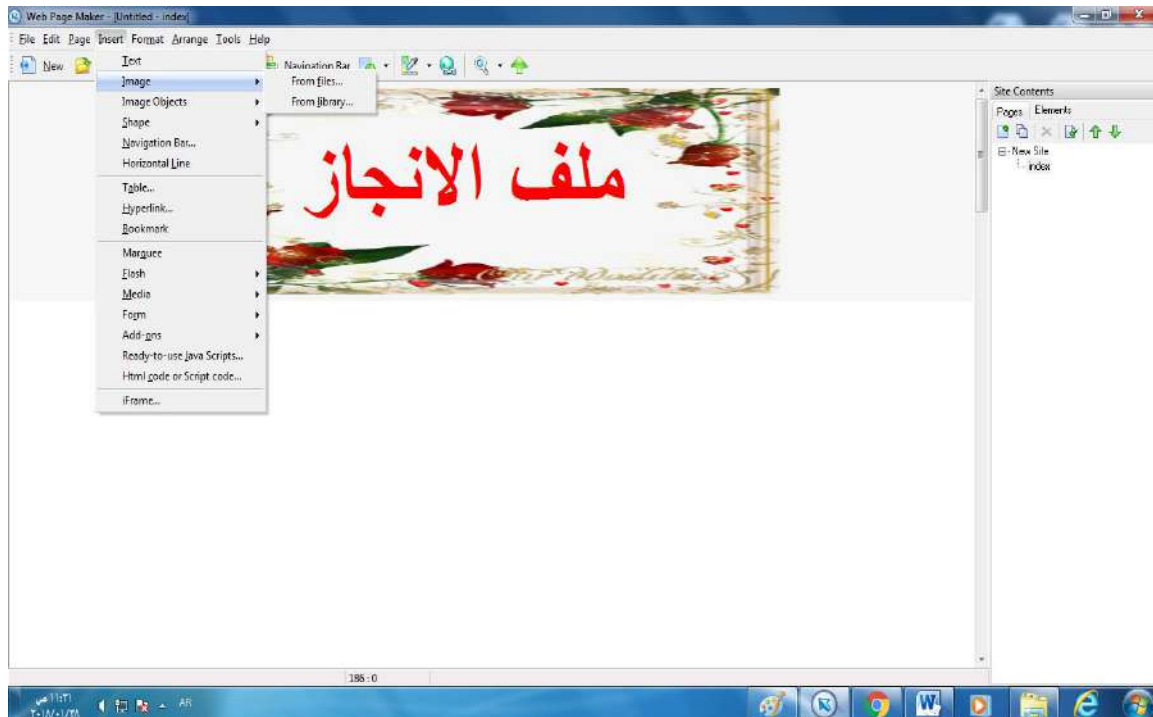 Web Page Maker - [Untitled - index]
File Edit Page Insert Format Arrange Tools Help
New
Navigation Bar
Text
Image
Image Objects
Shape
Navigation Bar...
Horizontal Line
Table...
Hyperlink...
Bookmark
Marquee
Flash
Media
Form
Add-ons
Ready-to-use Java Scripts...
Html code or Script code...
iFrame...
From files...
From library...
ملف الانجاز
Site Contents
Pages Elements
New Site
index
186 : 0
AR